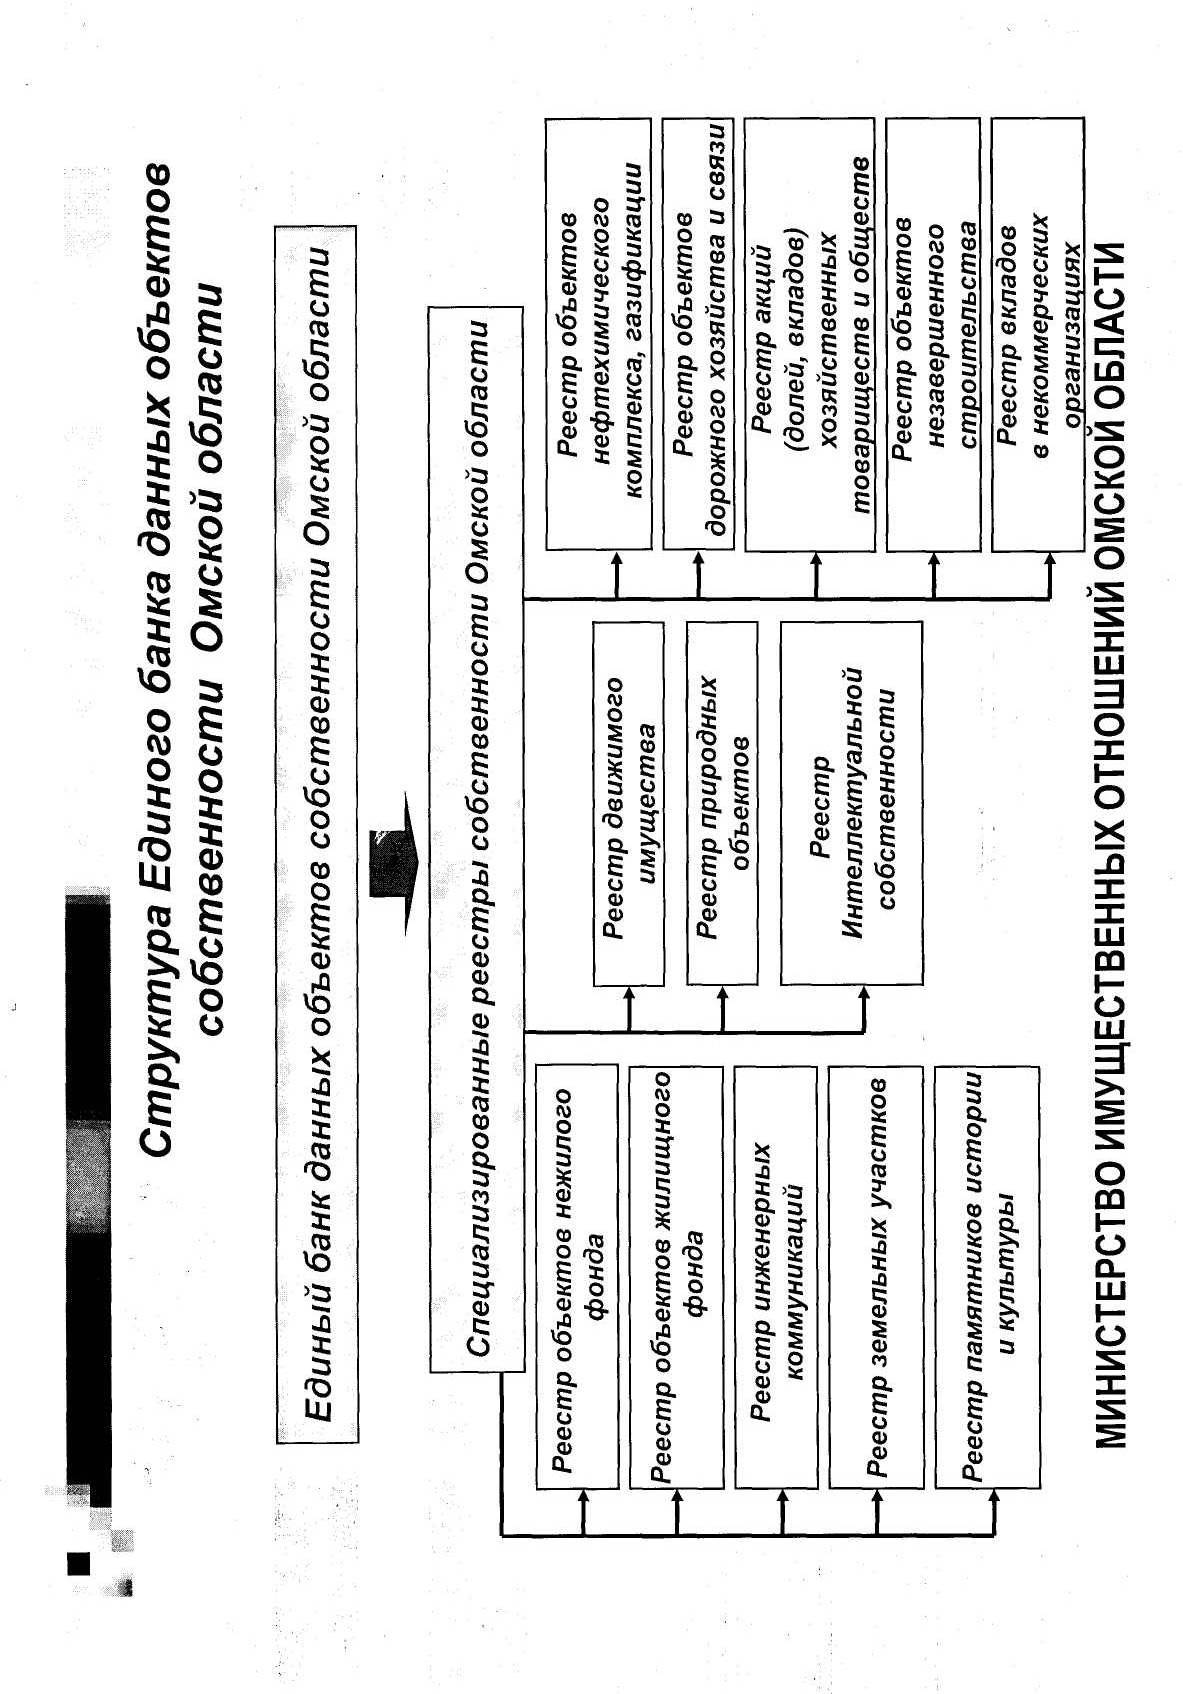 Структура Единого банка данных объектов
собственности Омской области
Единый банк данных объектов собственности Омской области
Специализированные реестры собственности Омской области
Реестр объектов нежилого
фонда
Реестр объектов жилищного
фонда
Реестр инженерных
коммуникаций
Реестр земельных участков
Реестр памятников истории
и культуры
Реестр движимого
имущества
Реестр природных
объектов
Реестр
Интеллектуальной
собственности
Реестр объектов
нефтехимического
комплекса, газификации
Реестр объектов
дорожного хозяйства и связи
Реестр акций
(долей, вкладов)
хозяйственных
товариществ и обществ
Реестр объектов
незавершенного
строительства
Реестр вкладов
в некоммерческих
организациях
МИНИСТЕРСТВО ИМУЩЕСТВЕННЫХ ОТНОШЕНИЙ ОМСКОЙ ОБЛАСТИ